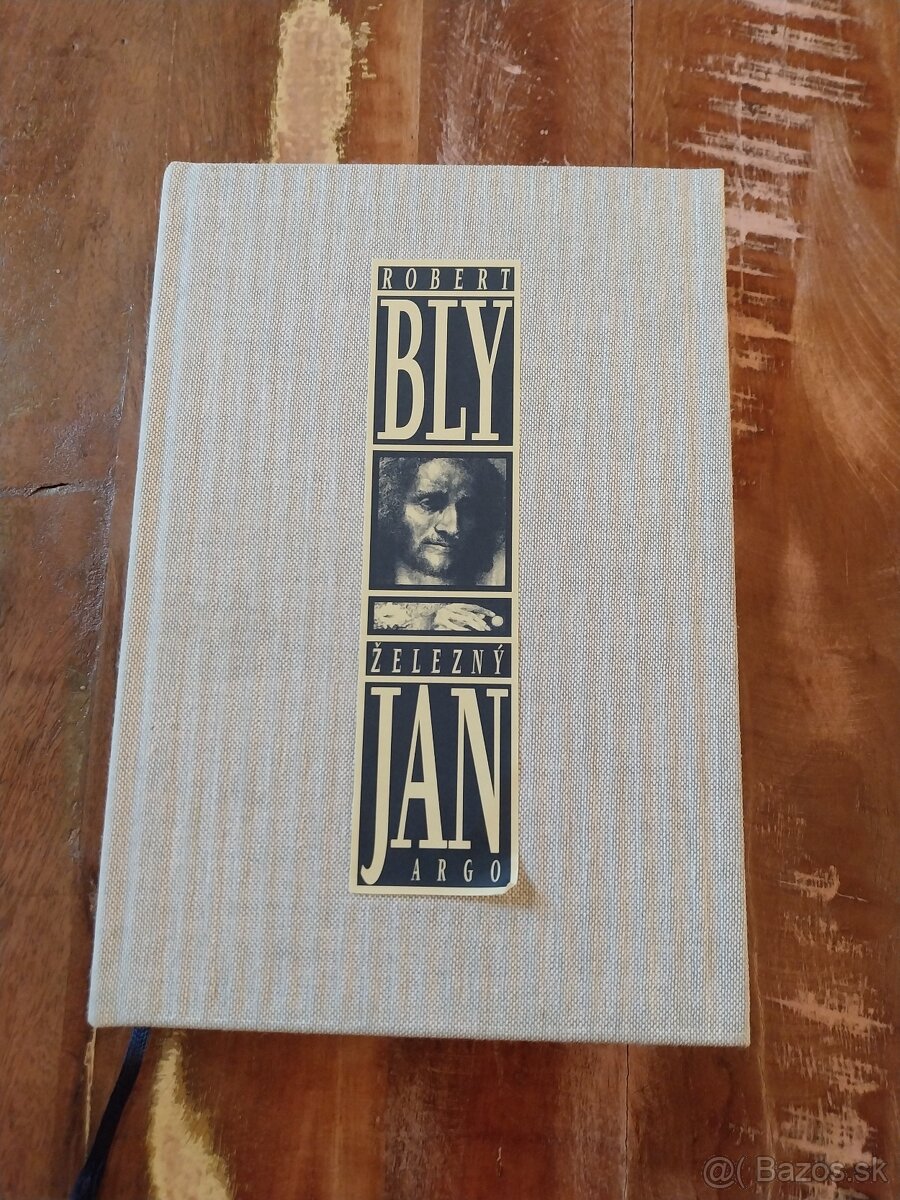 ROBERT
BLY
ŽELEZNÝ
JAN
ARGO
@( Bazos.sk